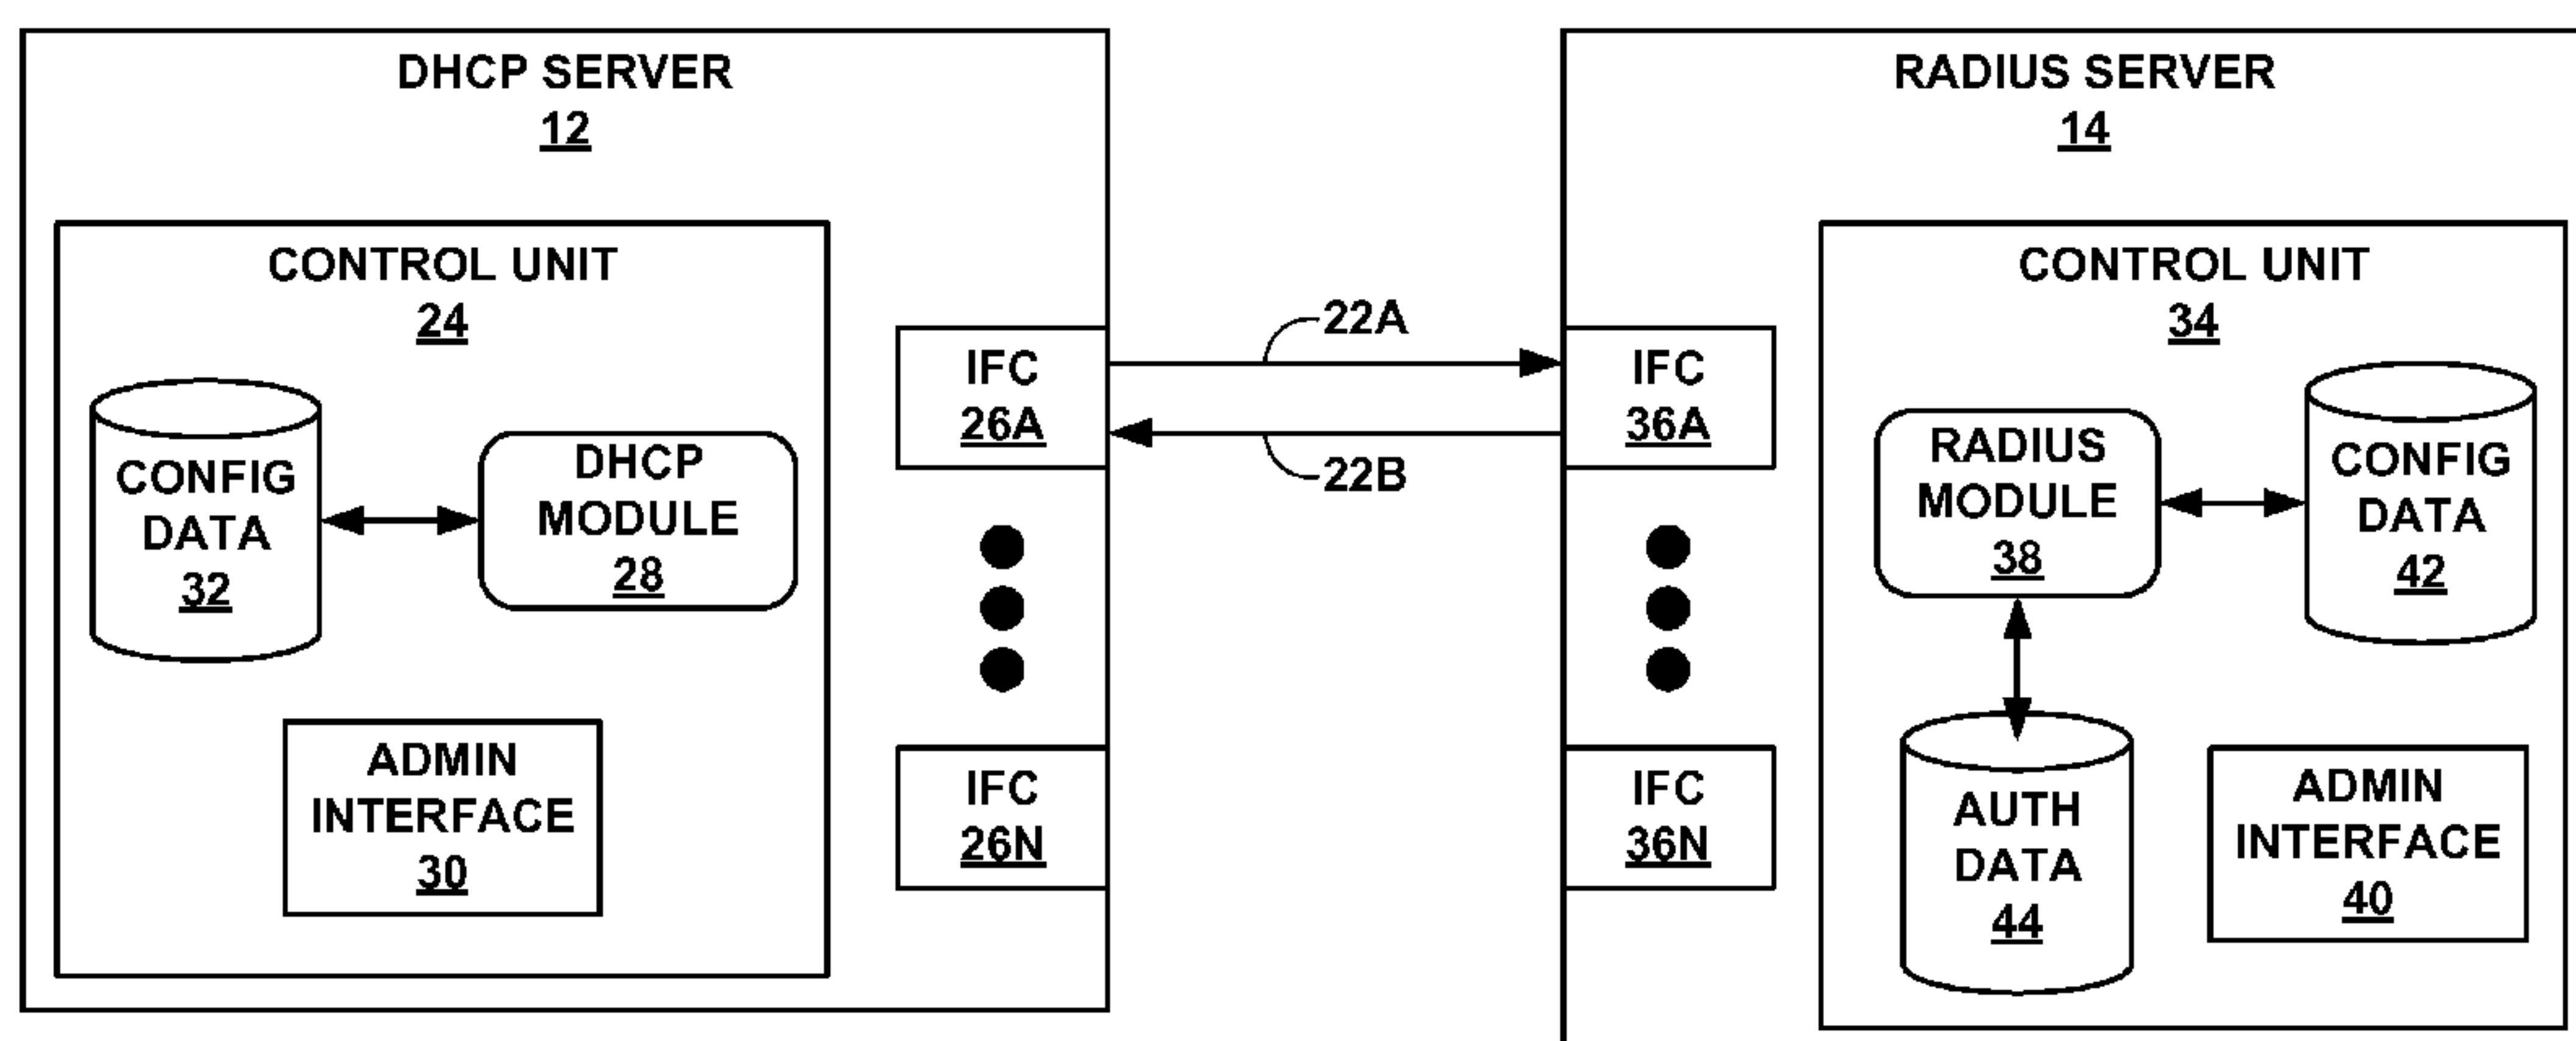 DHCP SERVER
12
CONTROL UNIT
24
CONFIG
DATA
32
DHCP
MODULE
28
ADMIN
INTERFACE
30
IFC
26A
IFC
26N
22A
22B
RADIUS SERVER
14
IFC
36A
IFC
36N
CONTROL UNIT
34
RADIUS
MODULE
38
CONFIG
DATA
42
AUTH
DATA
44
ADMIN
INTERFACE
40